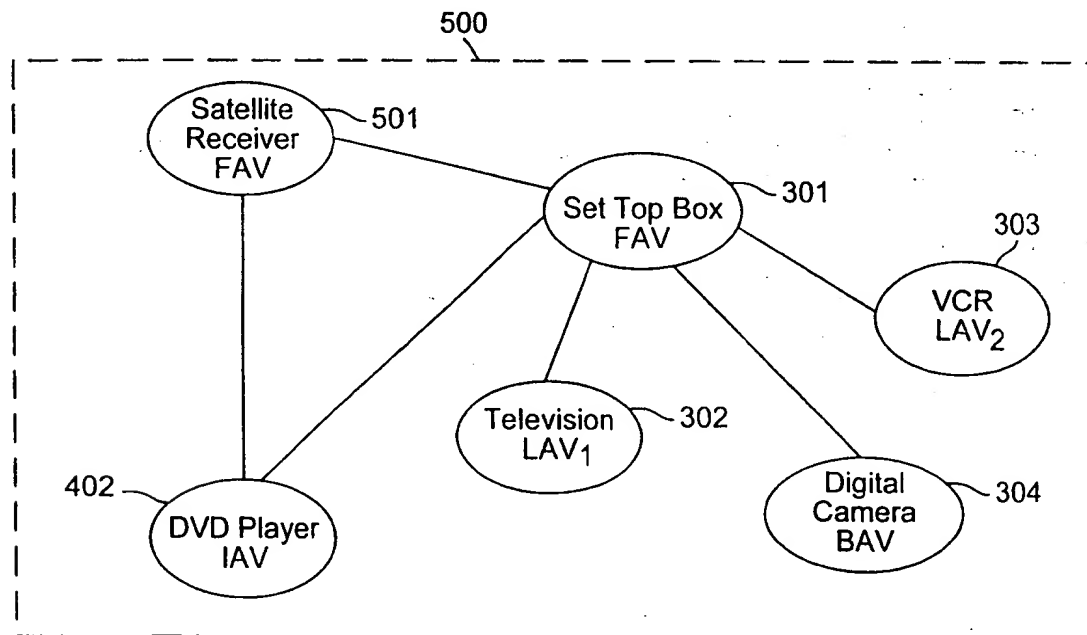 500
Satellite
Receiver
FAV
501
Set Top Box
FAV
301
303
VCR
LAV2
Television
LAV1
302
402
DVD Player
IAV
Digital
Camera
BAV
304